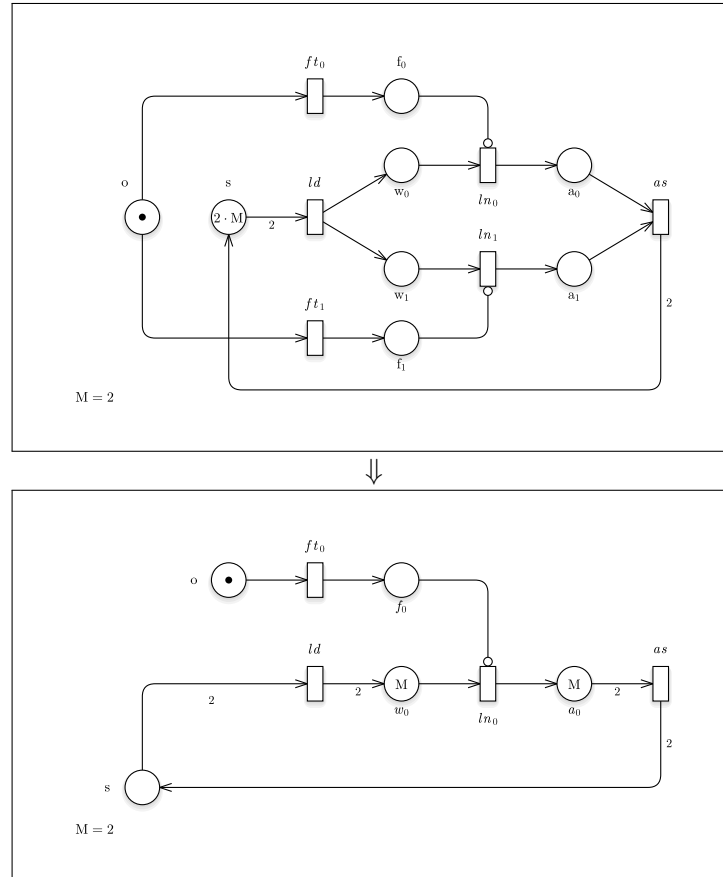 ft₀ f₀
o s ld w₀ ln₀ a₀ as
2 · M 2
ln₁
w₁ a₁ 2
ft₁ f₁
M = 2
⇓
ft₀
o f₀
ld as
2 2 w₀ M ln₀ M a₀ 2
2
s
M = 2